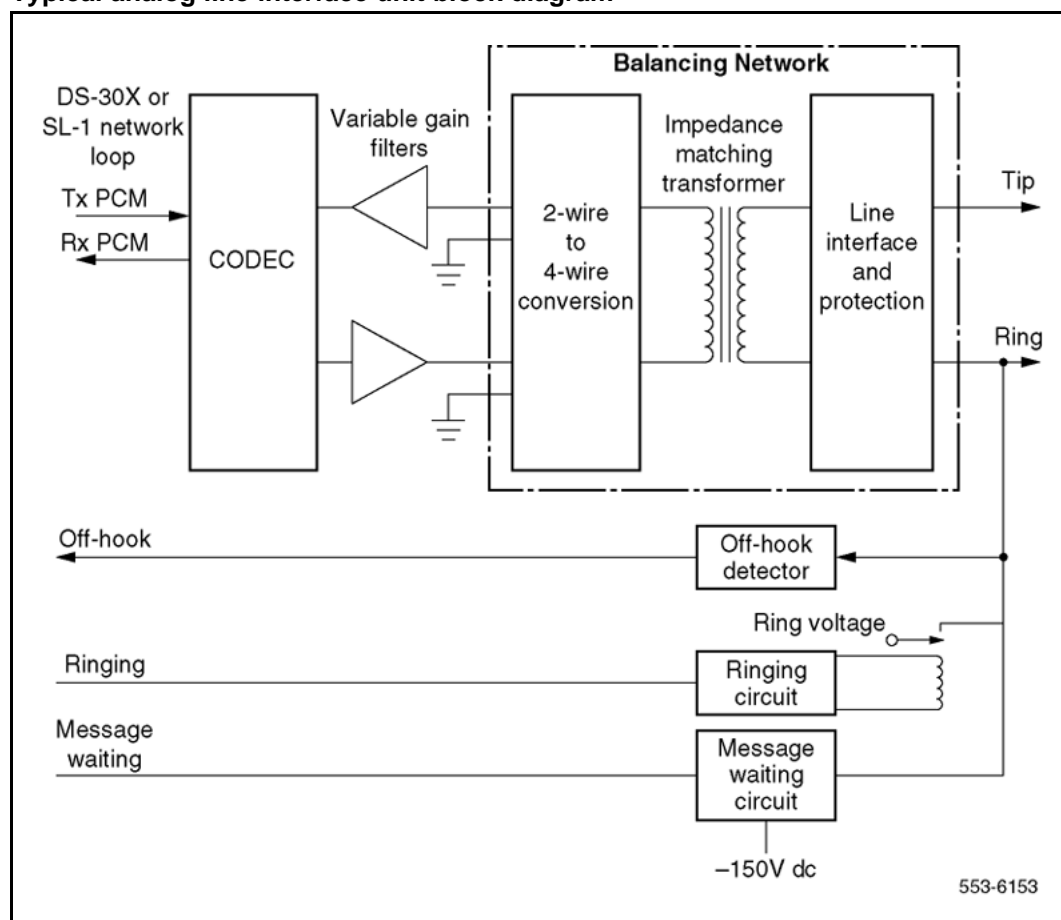 Typical analog line interface unit block diagram
Balancing Network
DS-30X or
SL-1 network
loop
Tx PCM
Rx PCM
CODEC
Variable gain
filters
2-wire
to
4-wire
conversion
Impedance
matching
transformer
Line
interface
and
protection
Tip
Ring
Off-hook
Off-hook
detector
Ring voltage
Ringing
Ringing
circuit
Message
waiting
Message
waiting
circuit
–150V dc
553-6153